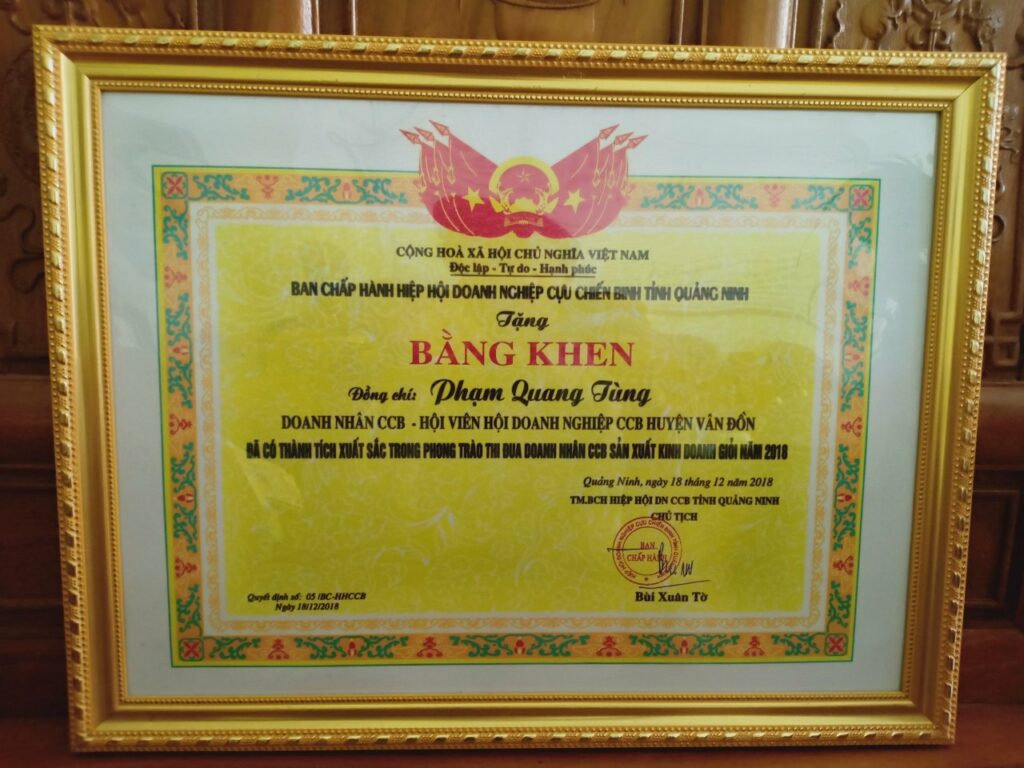 CỘNG HOÀ XÃ HỘI CHỦ NGHĨA VIỆT NAM
Độc lập - Tự do - Hạnh phúc
BAN CHẤP HÀNH HIỆP HỘI DOANH NGHIỆP CỰU CHIẾN BINH TỈNH QUẢNG NINH
Tặng
BẰNG KHEN
Đồng chí: Phạm Quang Tùng
DOANH NHÂN CCB - HỘI VIÊN HỘI DOANH NGHIỆP CCB HUYỆN VÂN ĐỒN
ĐÃ CÓ THÀNH TÍCH XUẤT SẮC TRONG PHONG TRÀO THI ĐUA DOANH NHÂN CCB SẢN XUẤT KINH DOANH GIỎI NĂM 2018
Quảng Ninh, ngày 18 tháng 12 năm 2018
TM.BCH HIỆP HỘI DN CCB TỈNH QUẢNG NINH
CHỦ TỊCH
BAN
CHẤP HÀNH
Bùi Xuân Tờ
Quyết định số: 05 /BC-HHCCB
Ngày 18/12/2018